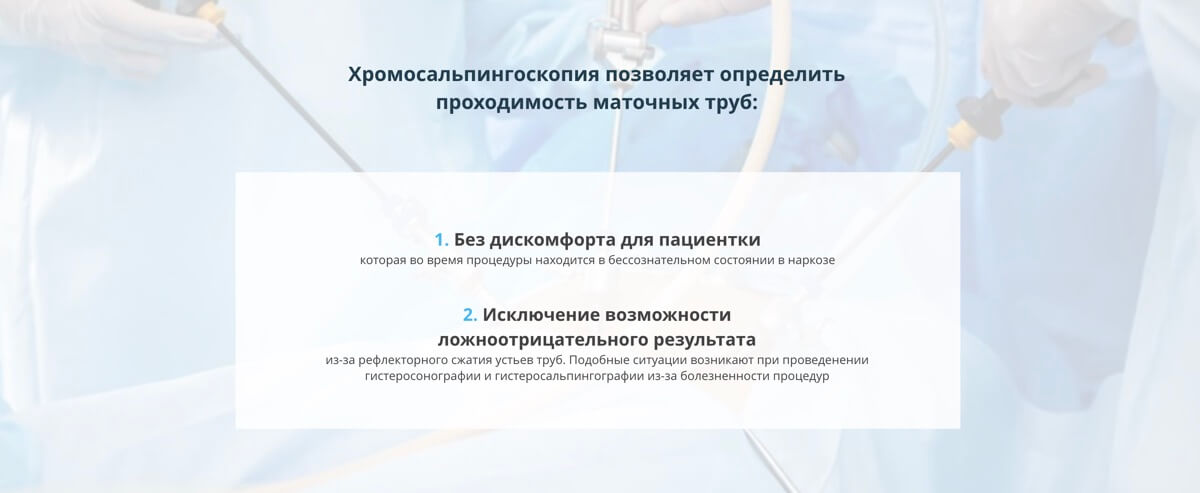 Хромосальпингоскопия позволяет определить
проходимость маточных труб:
1. Без дискомфорта для пациентки
которая во время процедуры находится в бессознательном состоянии в наркозе
2. Исключение возможности
ложноотрицательного результата
из-за рефлекторного сжатия устьев труб. Подобные ситуации возникают при проведенении
гистеросонографии и гистеросальпингографии из-за болезненности процедур